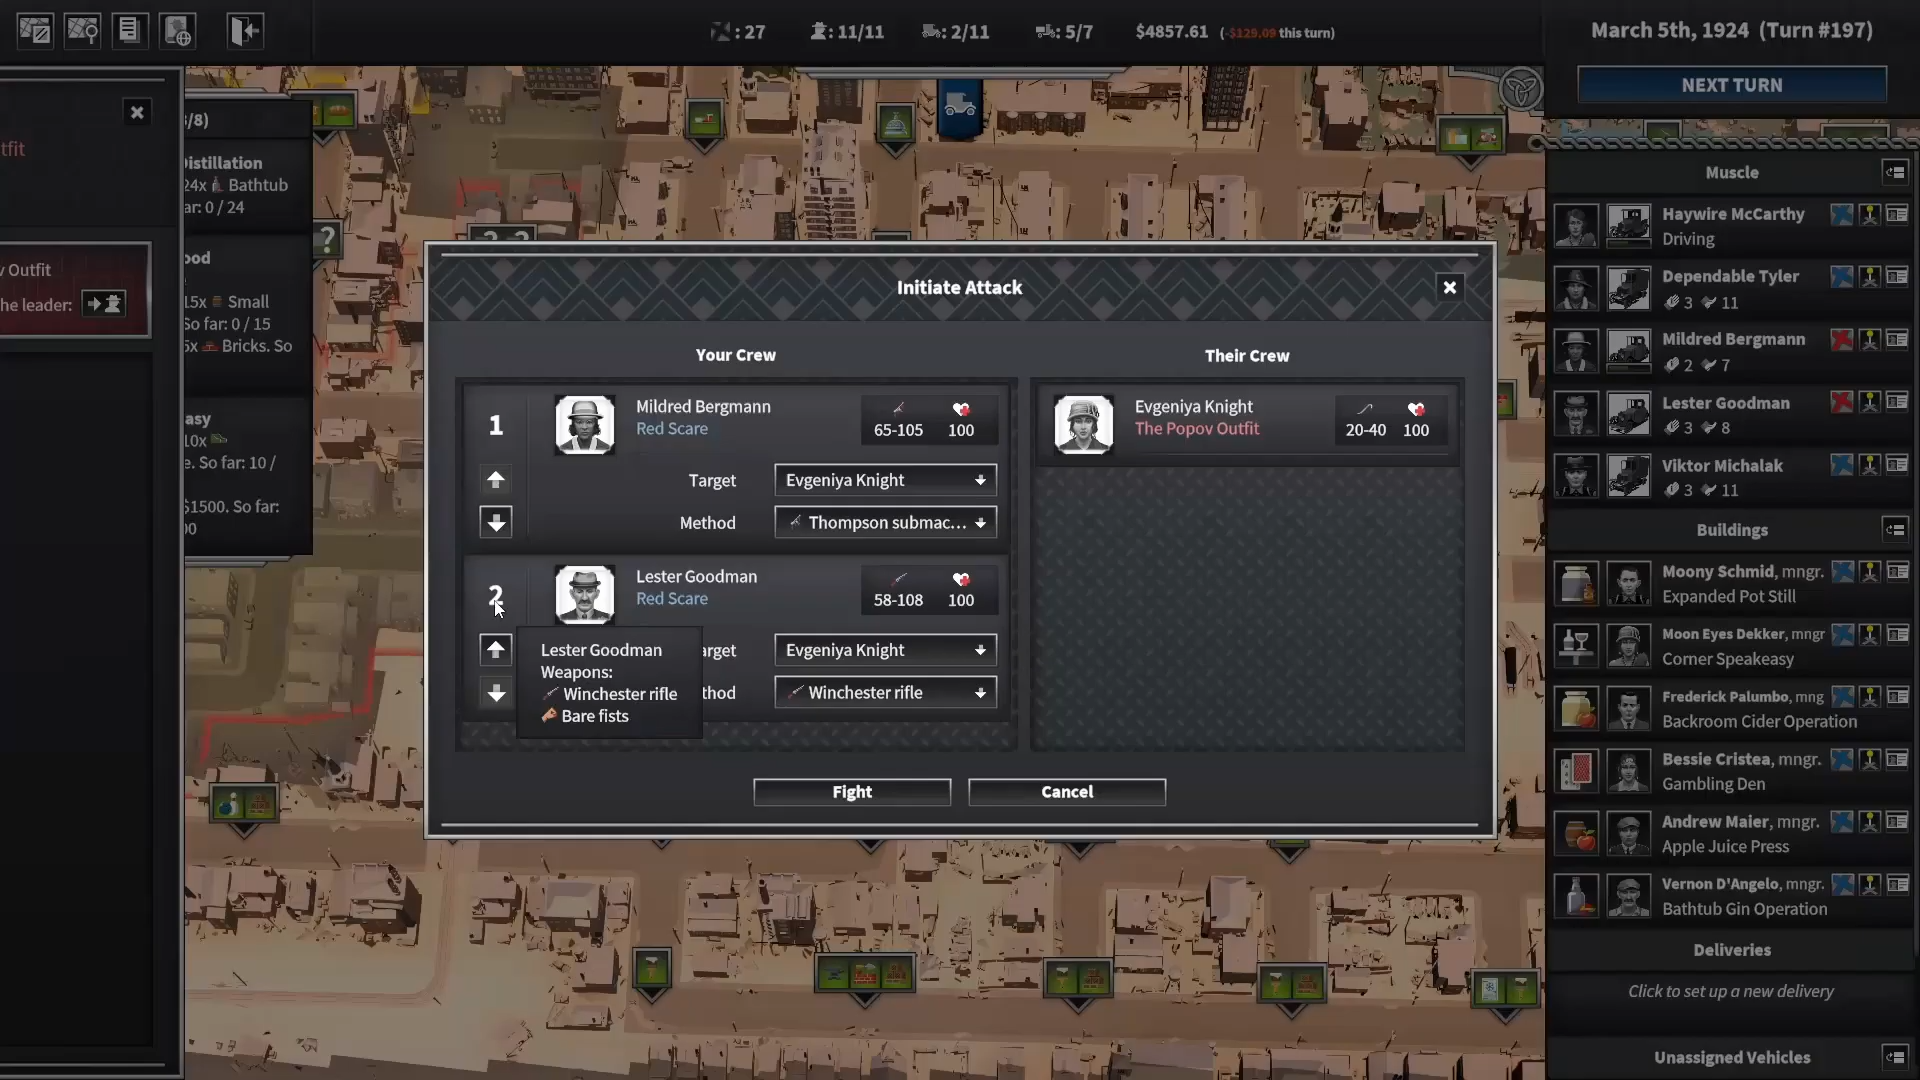 : 27
: 11/11
: 2/11
: 5/7
$4857.61 (-$129.09 this turn)
March 5th, 1924 (Turn #197)
NEXT TURN
/8)
tfit
Distillation
24x Bathtub
ar: 0 / 24
ood
15x Small
So far: 0 / 15
5x Bricks. So
asy
10x
e. So far: 10 /
$1500. So far:
00
v Outfit
he leader:
?
? ?
Initiate Attack
Your Crew
Their Crew
1
Mildred Bergmann
Red Scare
65-105
100
Target
Evgeniya Knight
Method
Thompson submac...
2
Lester Goodman
Red Scare
58-108
100
arget
Evgeniya Knight
thod
Winchester rifle
Lester Goodman
Weapons:
Winchester rifle
Bare fists
Evgeniya Knight
The Popov Outfit
20-40
100
Fight
Cancel
Muscle
Haywire McCarthy
Driving
Dependable Tyler
3 11
Mildred Bergmann
2 7
Lester Goodman
3 8
Viktor Michalak
3 11
Buildings
Moony Schmid, mngr.
Expanded Pot Still
Moon Eyes Dekker, mngr
Corner Speakeasy
Frederick Palumbo, mng
Backroom Cider Operation
Bessie Cristea, mngr.
Gambling Den
Andrew Maier, mngr.
Apple Juice Press
Vernon D'Angelo, mngr.
Bathtub Gin Operation
Deliveries
Click to set up a new delivery
Unassigned Vehicles